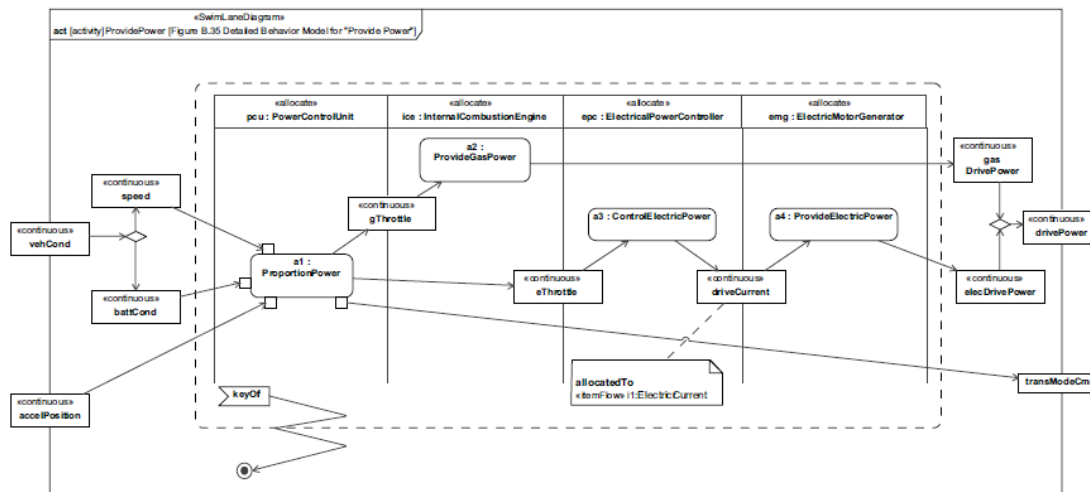 «SwimLaneDiagram»
act [activity]ProvidePower [Figure B.35 Detailed Behavior Model for "Provide Power"]
«allocate»
pcu : PowerControlUnit
«allocate»
ice : InternalCombustionEngine
«allocate»
epc : ElectricalPowerController
«allocate»
emg : ElectricMotorGenerator
a2 :
ProvideGasPower
«continuous»
gas
DrivePower
«continuous»
speed
«continuous»
gThrottle
a3 : ControlElectricPower
a4 : ProvideElectricPower
«continuous»
vehCond
«continuous»
drivePower
a1 :
ProportionPower
«continuous»
eThrottle
«continuous»
driveCurrent
«continuous»
elecDrivePower
«continuous»
battCond
allocatedTo
«itemFlow» i1:ElectricCurrent
transModeCmd
keyOf
«continuous»
accelPosition